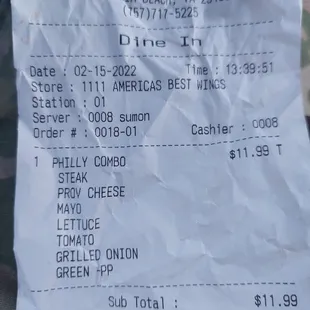 BEACH, VA
(757)717-5225
Dine In
Date : 02-15-2022 Time : 13:39:51
Store : 1111 AMERICAS BEST WINGS
Station : 01
Server : 0008 sumon
Order # : 0018-01 Cashier : 0008
1 PHILLY COMBO $11.99 T
STEAK
PROV CHEESE
MAYO
LETTUCE
TOMATO
GRILLED ONION
GREEN PP
Sub Total : $11.99